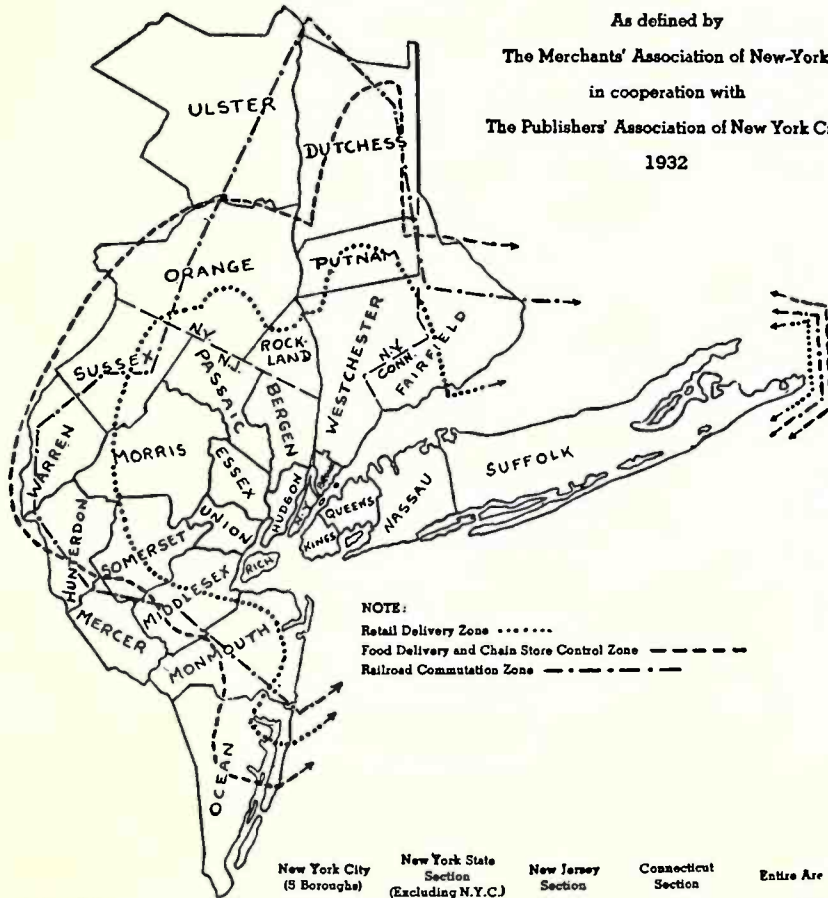 As defined by
The Merchants' Association of New-York
in cooperation with
The Publishers' Association of New York
1932
ULSTER
DUTCHESS
ORANGE
PUTNAM
N.Y.
N.J.
ROCK-
LAND
SUSSEX
PASSAIC
BERGEN
WESTCHESTER
N.Y.
CONN.
FAIRFIELD
WARREN
MORRIS
ESSEX
HUDSON
N.Y.
QUEENS
NASSAU
SUFFOLK
UNION
KINGS
RICH
HUNTERDON
SOMERSET
MIDDLESEX
MERCER
MONMOUTH
OCEAN
NOTE:
Retail Delivery Zone
Food Delivery and Chain Store Control Zone
Railroad Commutation Zone
New York City
(5 Boroughs)
New York State
Section
(Excluding N.Y.C.)
New Jersey
Section
Connecticut
Section
Entire Are